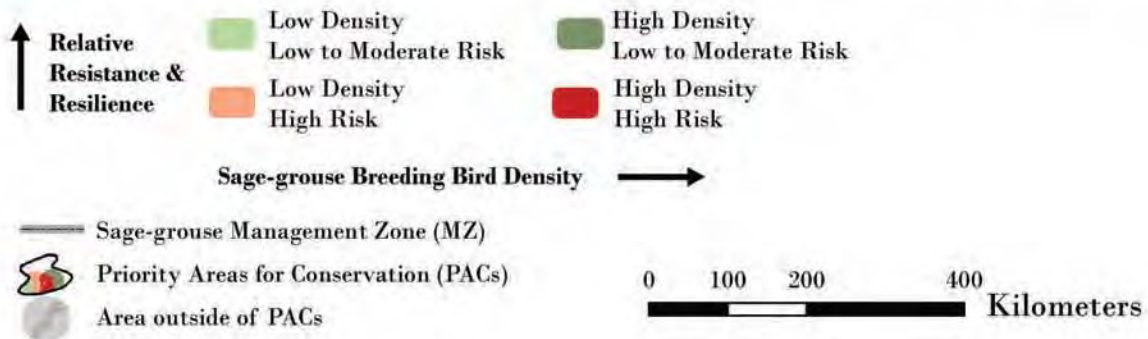 Relative
Resistance &
Resilience
Low Density
Low to Moderate Risk
High Density
Low to Moderate Risk
Low Density
High Risk
High Density
High Risk
Sage-grouse Breeding Bird Density
Sage-grouse Management Zone (MZ)
Priority Areas for Conservation (PACs)
Area outside of PACs
0 100 200 400
Kilometers